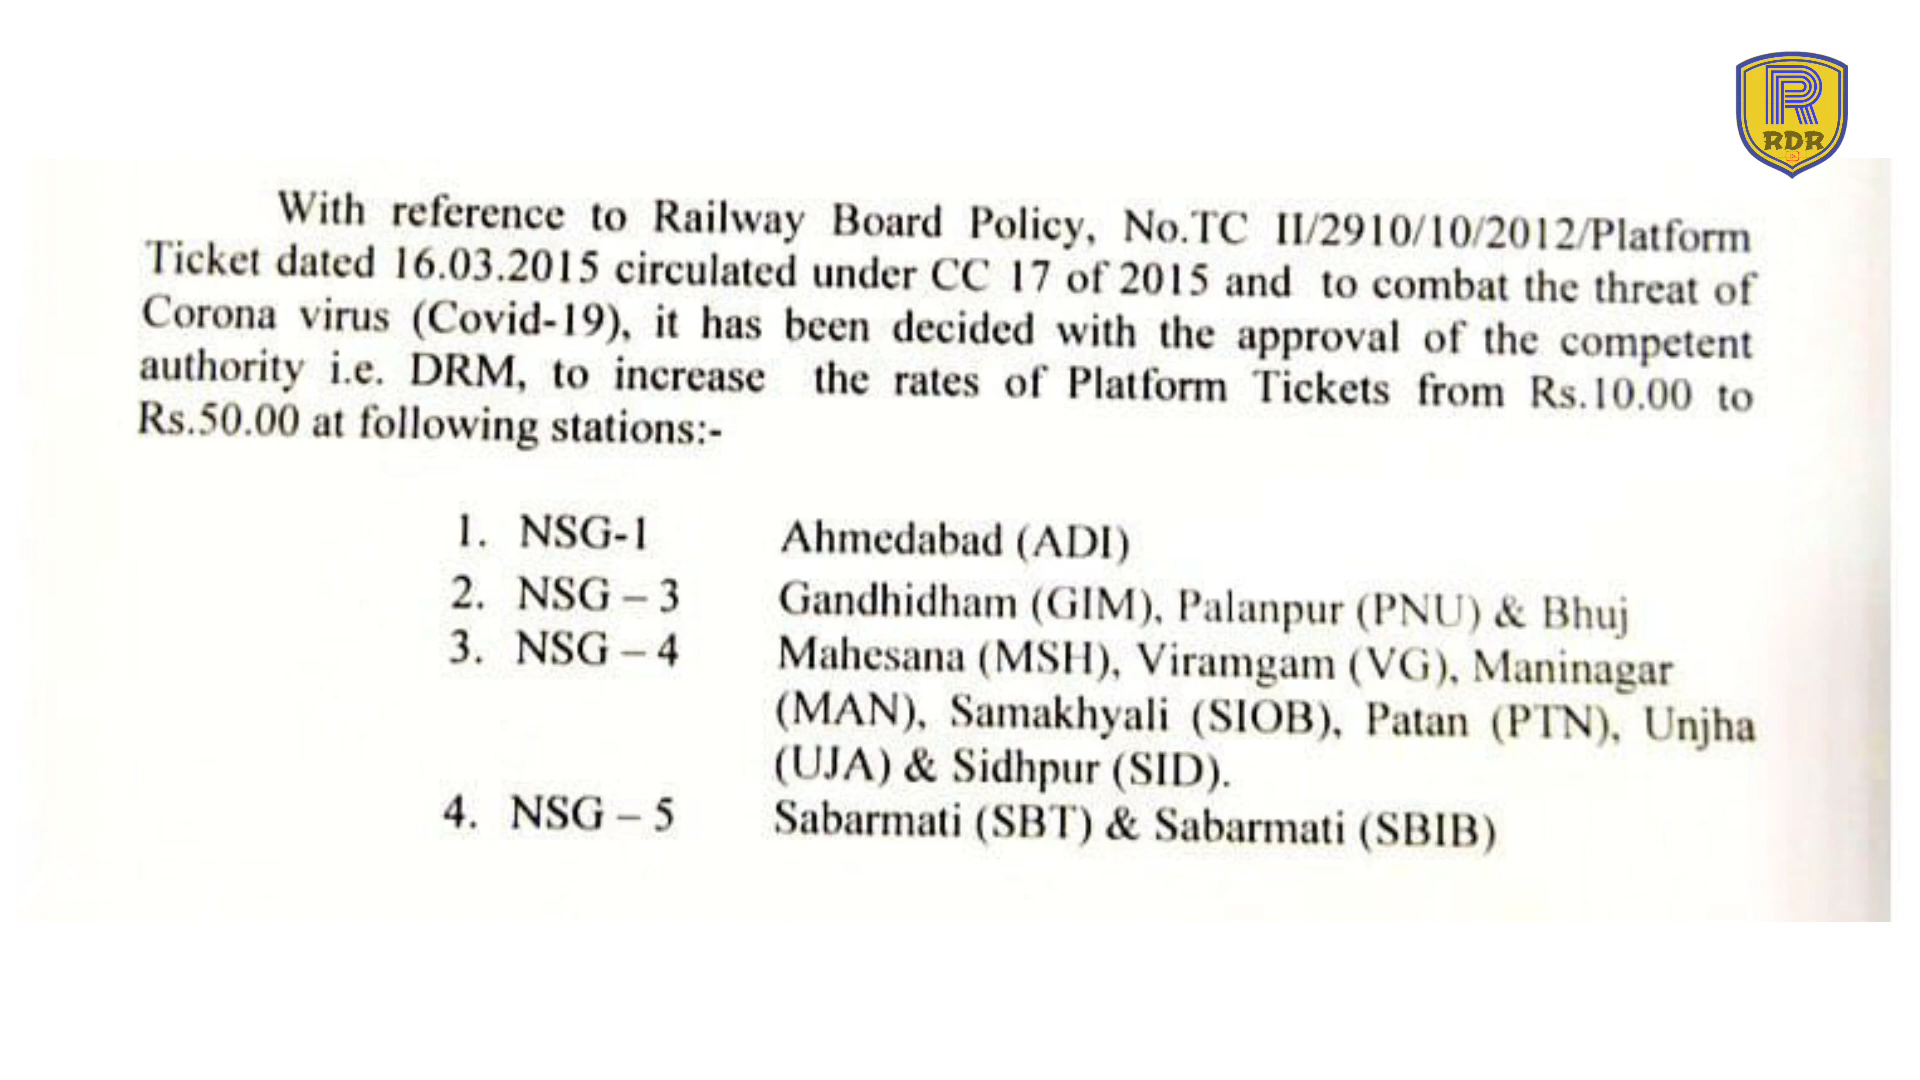 R
RDR
With reference to Railway Board Policy, No.TC II/2910/10/2012/Platform
Ticket dated 16.03.2015 circulated under CC 17 of 2015 and to combat the threat of
Corona virus (Covid-19), it has been decided with the approval of the competent
authority i.e. DRM, to increase the rates of Platform Tickets from Rs.10.00 to
Rs.50.00 at following stations:-
1. NSG-1 Ahmedabad (ADI)
2. NSG – 3 Gandhidham (GIM), Palanpur (PNU) & Bhuj
3. NSG – 4 Mahesana (MSH), Viramgam (VG), Maninagar
(MAN), Samakhyali (SIOB), Patan (PTN), Unjha
(UJA) & Sidhpur (SID).
4. NSG – 5 Sabarmati (SBT) & Sabarmati (SBIB)